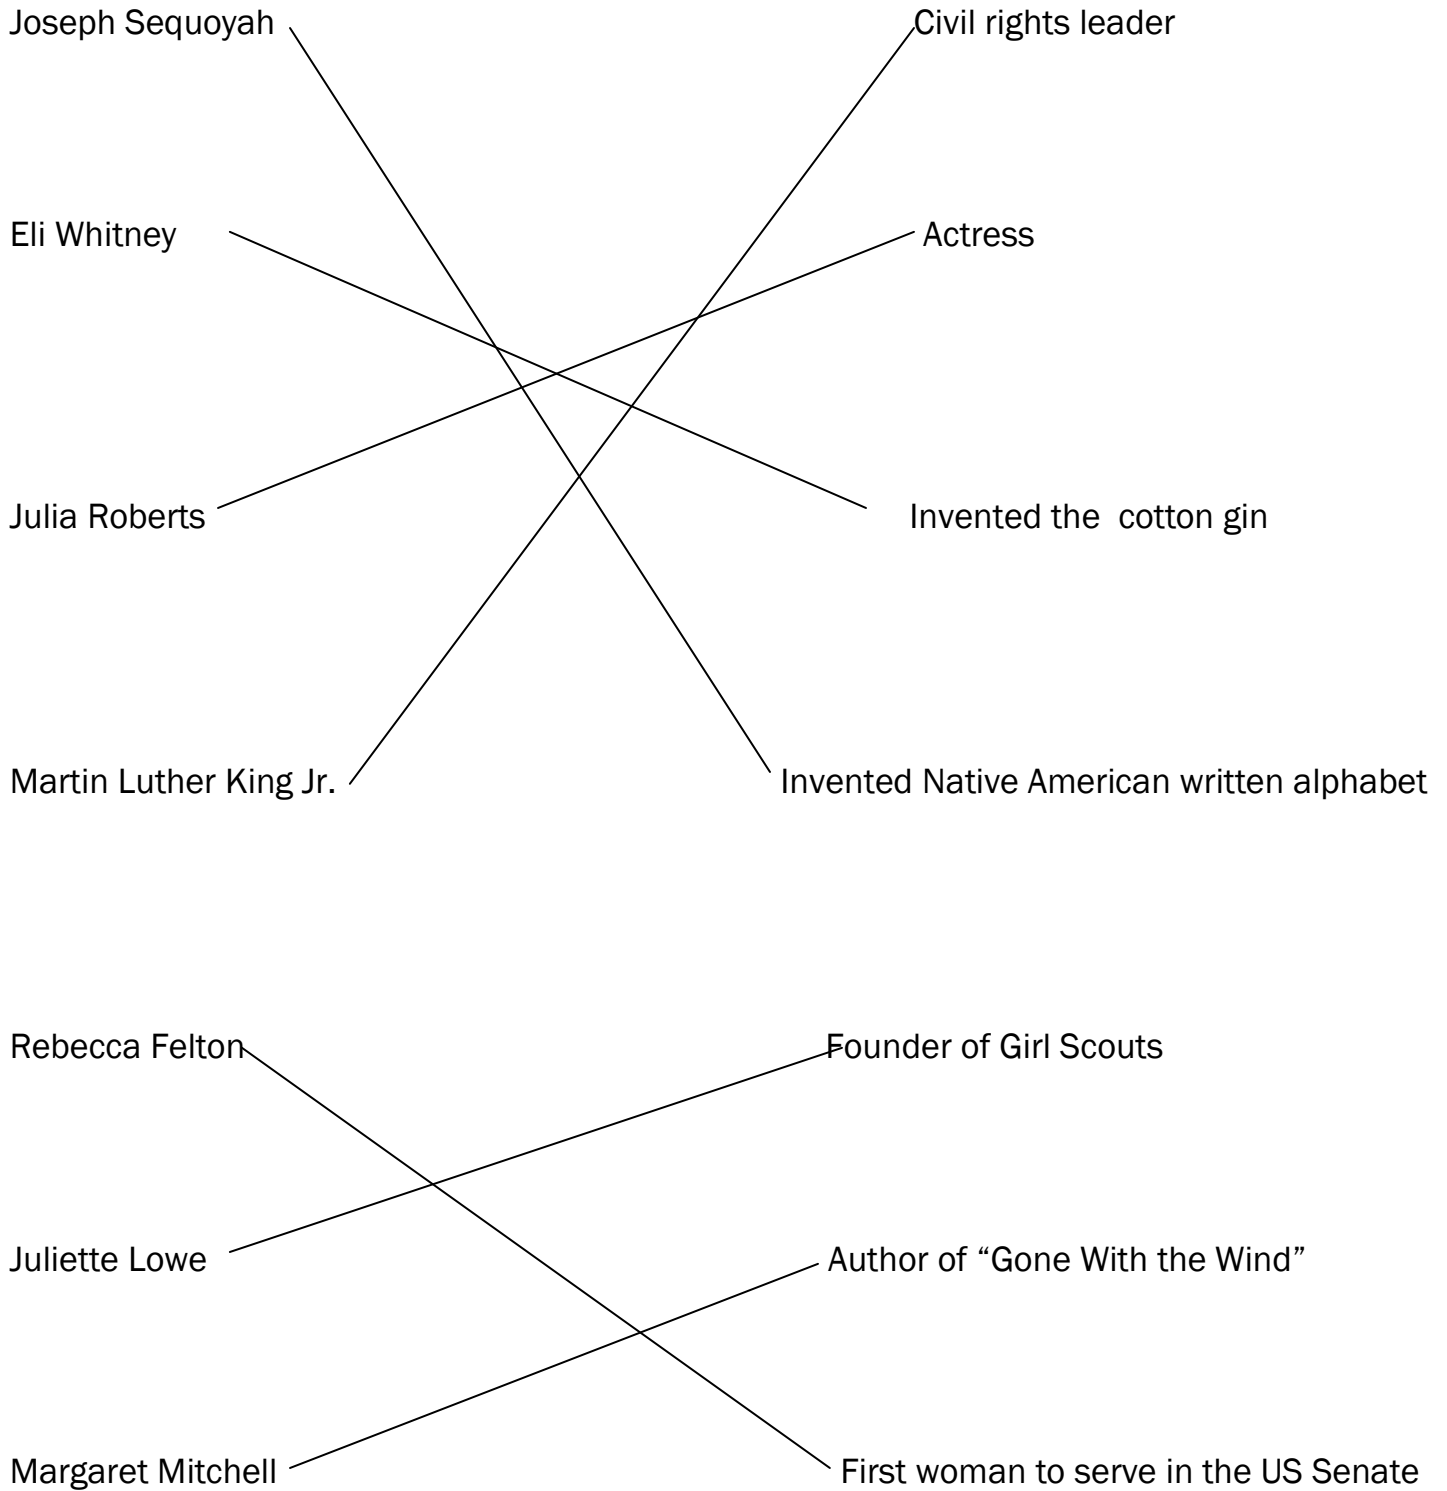 Joseph Sequoyah Civil rights leader
Eli Whitney Actress
Julia Roberts Invented the  cotton gin
Martin Luther King Jr. Invented Native American written alphabet
Rebecca Felton Founder of Girl Scouts
Juliette Lowe Author of “Gone With the Wind”
Margaret Mitchell First woman to serve in the US Senate